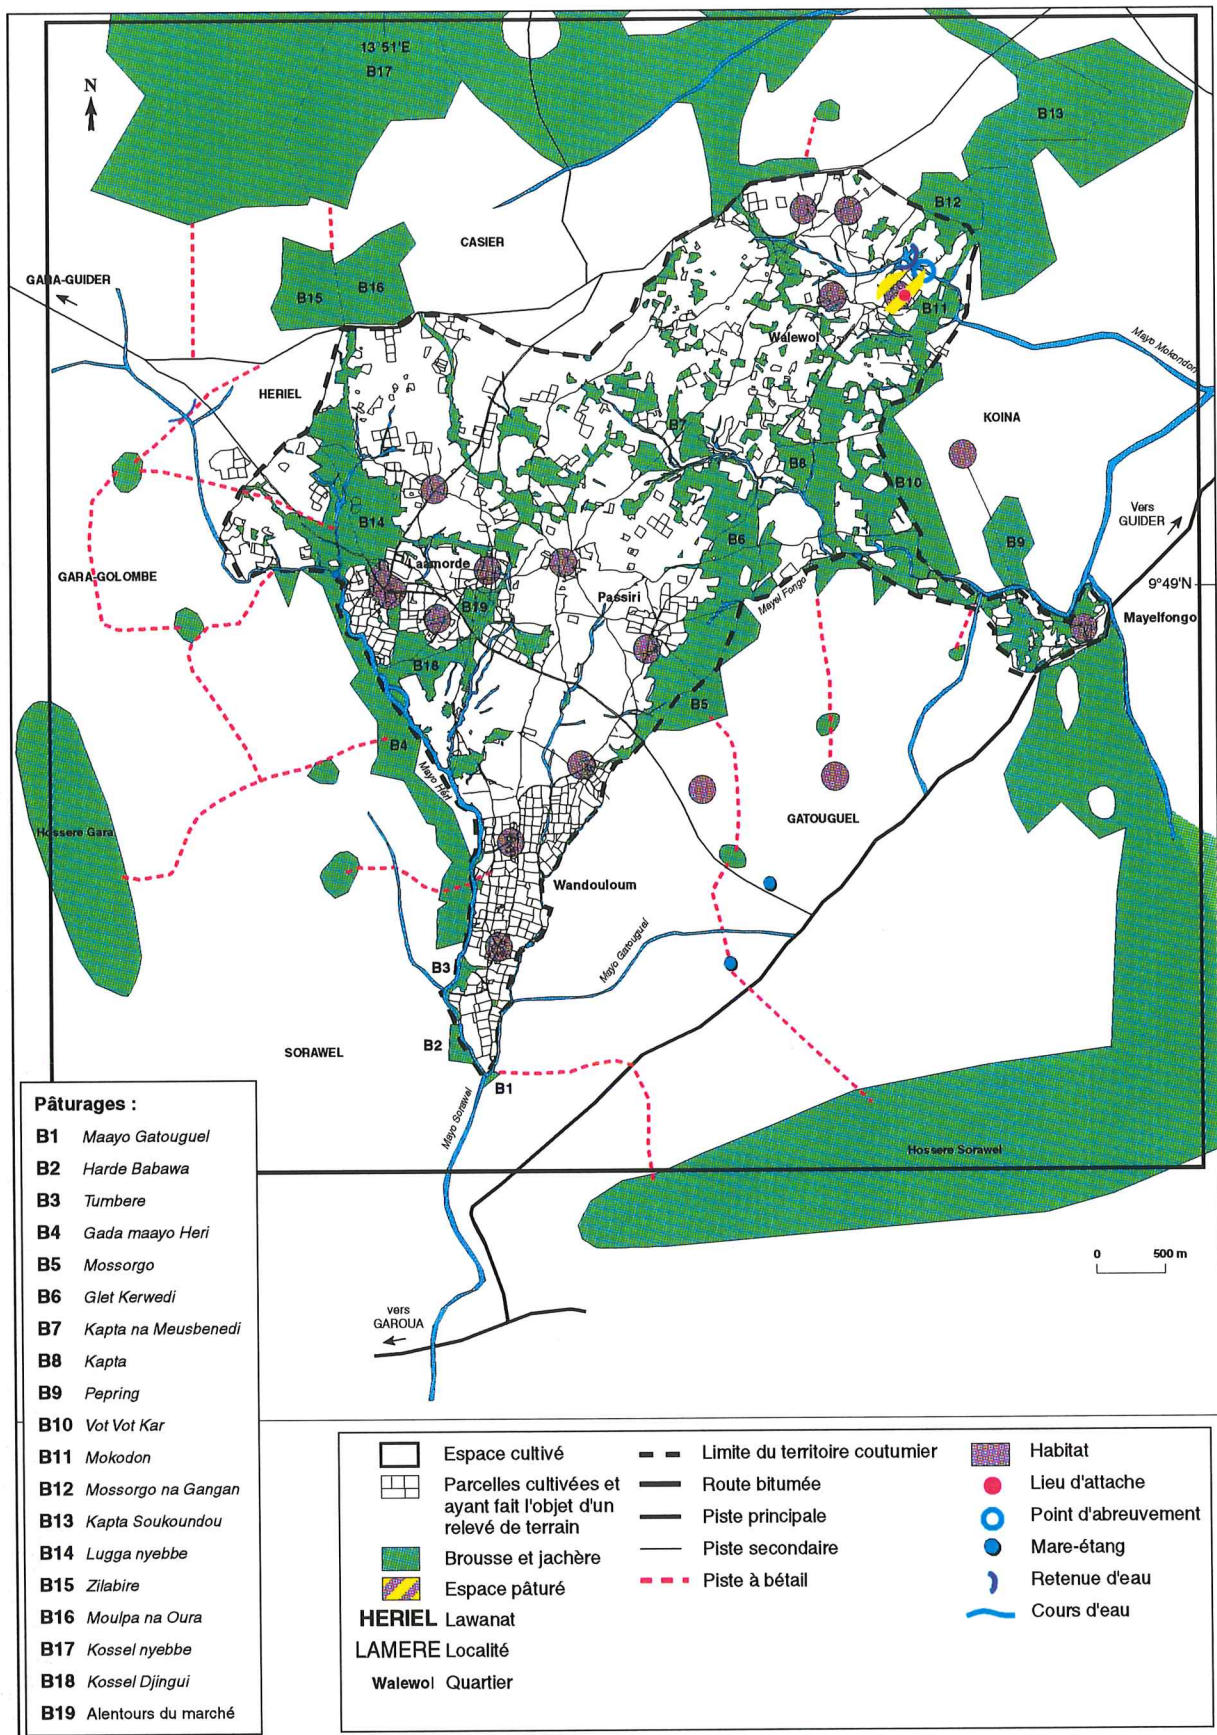 13°51'E
B17
N
B13
B12
CASIER
GARA-GUIDER
B15
B16
B11
Walewol
Mayo Mokondon
HERIEL
KOINA
B7
B8
B10
Vers
GUIDER
B14
B9
B6
Laamorde
GARA-GOLOMBE
Passiri
Mayel Fongo
9°49'N
B19
Mayelfongo
B18
B5
B4
Mayo Héri
GATOUGUEL
Hossere Gara
Wandouloum
Mayo Gatouguel
B3
B2
SORAWEL
B1
Mayo Sorawel
Hossere Sorawel
0 500 m
vers
GAROUA
Pâturages :
B1 Maayo Gatouguel
B2 Harde Babawa
B3 Tumbere
B4 Gada maayo Heri
B5 Mossorgo
B6 Glet Kerwedi
B7 Kapta na Meusbenedi
B8 Kapta
B9 Pepring
B10 Vot Vot Kar
B11 Mokodon
B12 Mossorgo na Gangan
B13 Kapta Soukoundou
B14 Lugga nyebbe
B15 Zilabire
B16 Moulpa na Oura
B17 Kossel nyebbe
B18 Kossel Djingui
B19 Alentours du marché
Espace cultivé
Parcelles cultivées et
ayant fait l'objet d'un
relevé de terrain
Brousse et jachère
Espace pâturé
HERIEL Lawanat
LAMERE Localité
Walewol Quartier
Limite du territoire coutumier
Route bitumée
Piste principale
Piste secondaire
Piste à bétail
Habitat
Lieu d'attache
Point d'abreuvement
Mare-étang
Retenue d'eau
Cours d'eau